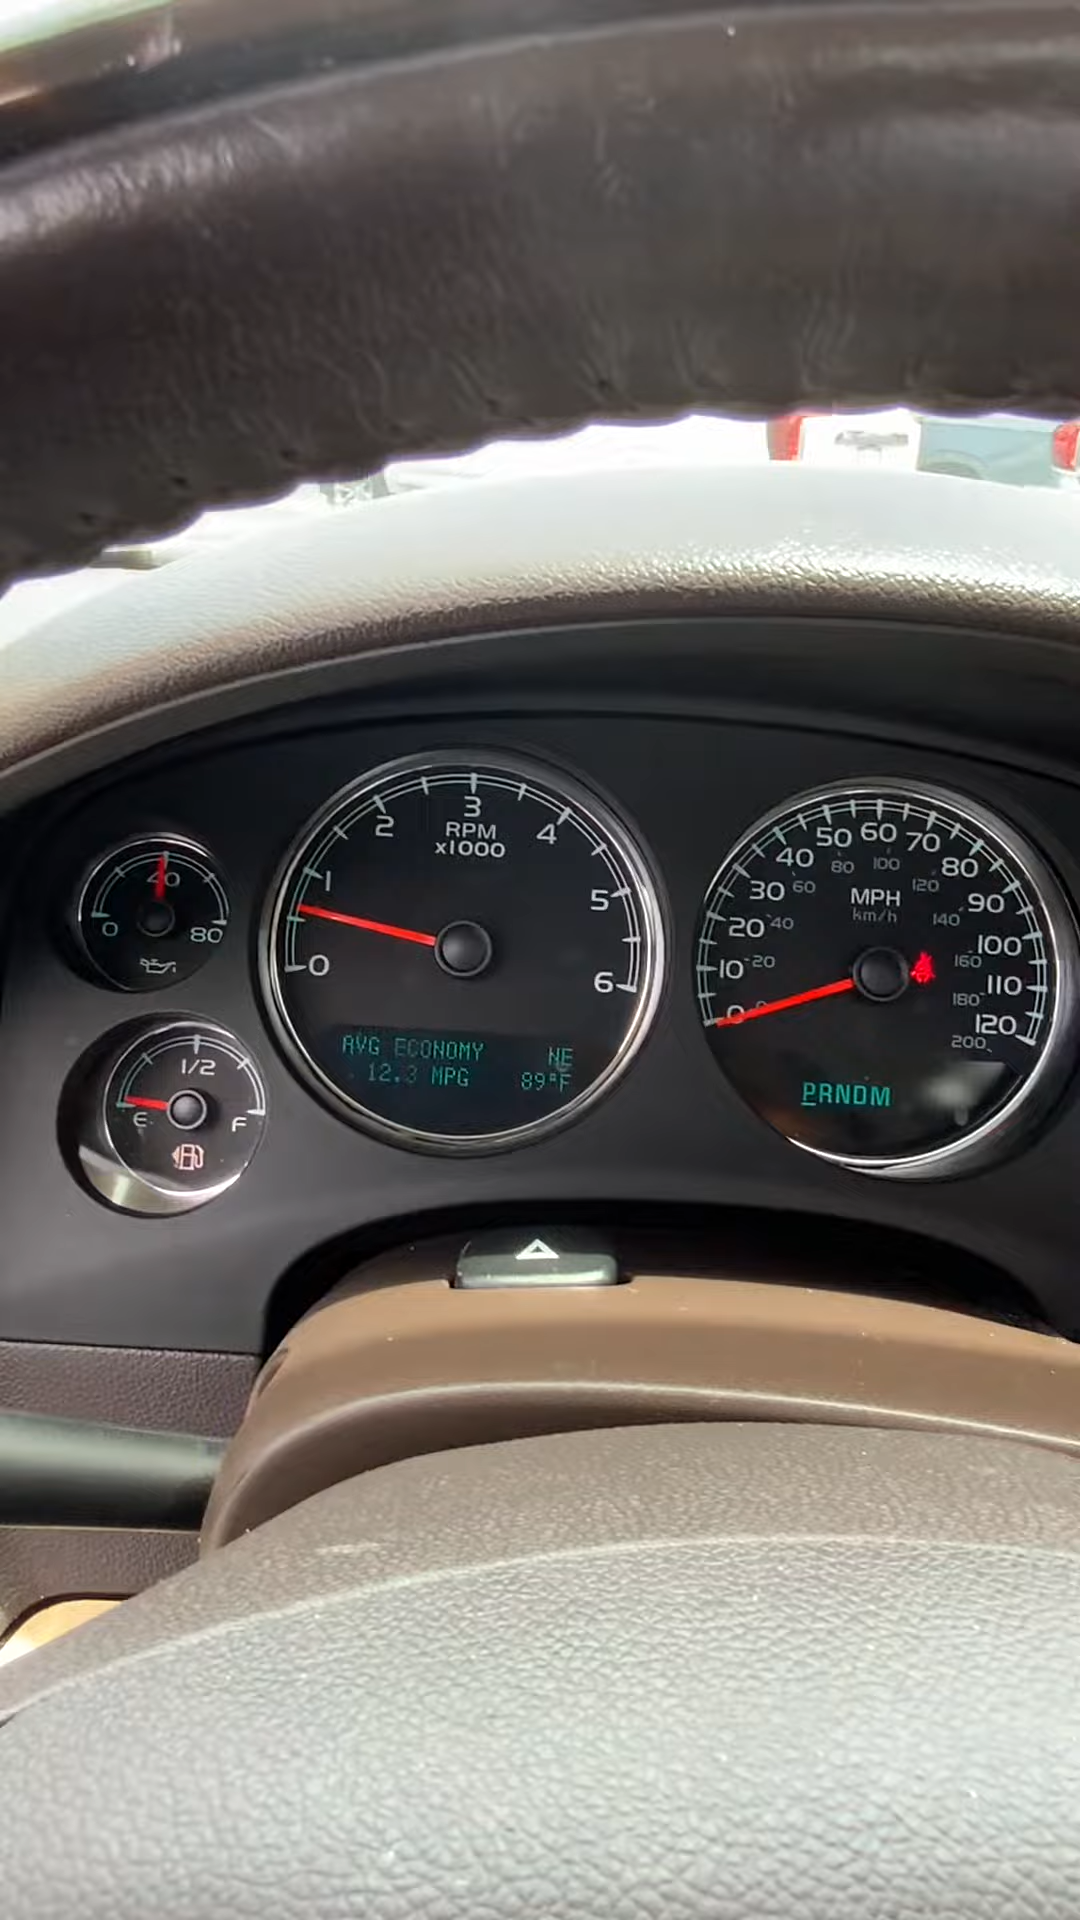 0 40 80
E 1/2 F
0 1 2 3 4 5 6
RPM
x1000
AVG ECONOMY NE
12.3 MPG 89°F
0 10 20 30 40 50 60 70 80 90 100 110 120
MPH
km/h
0 20 40 60 80 100 120 140 160 180 200
PRNDM